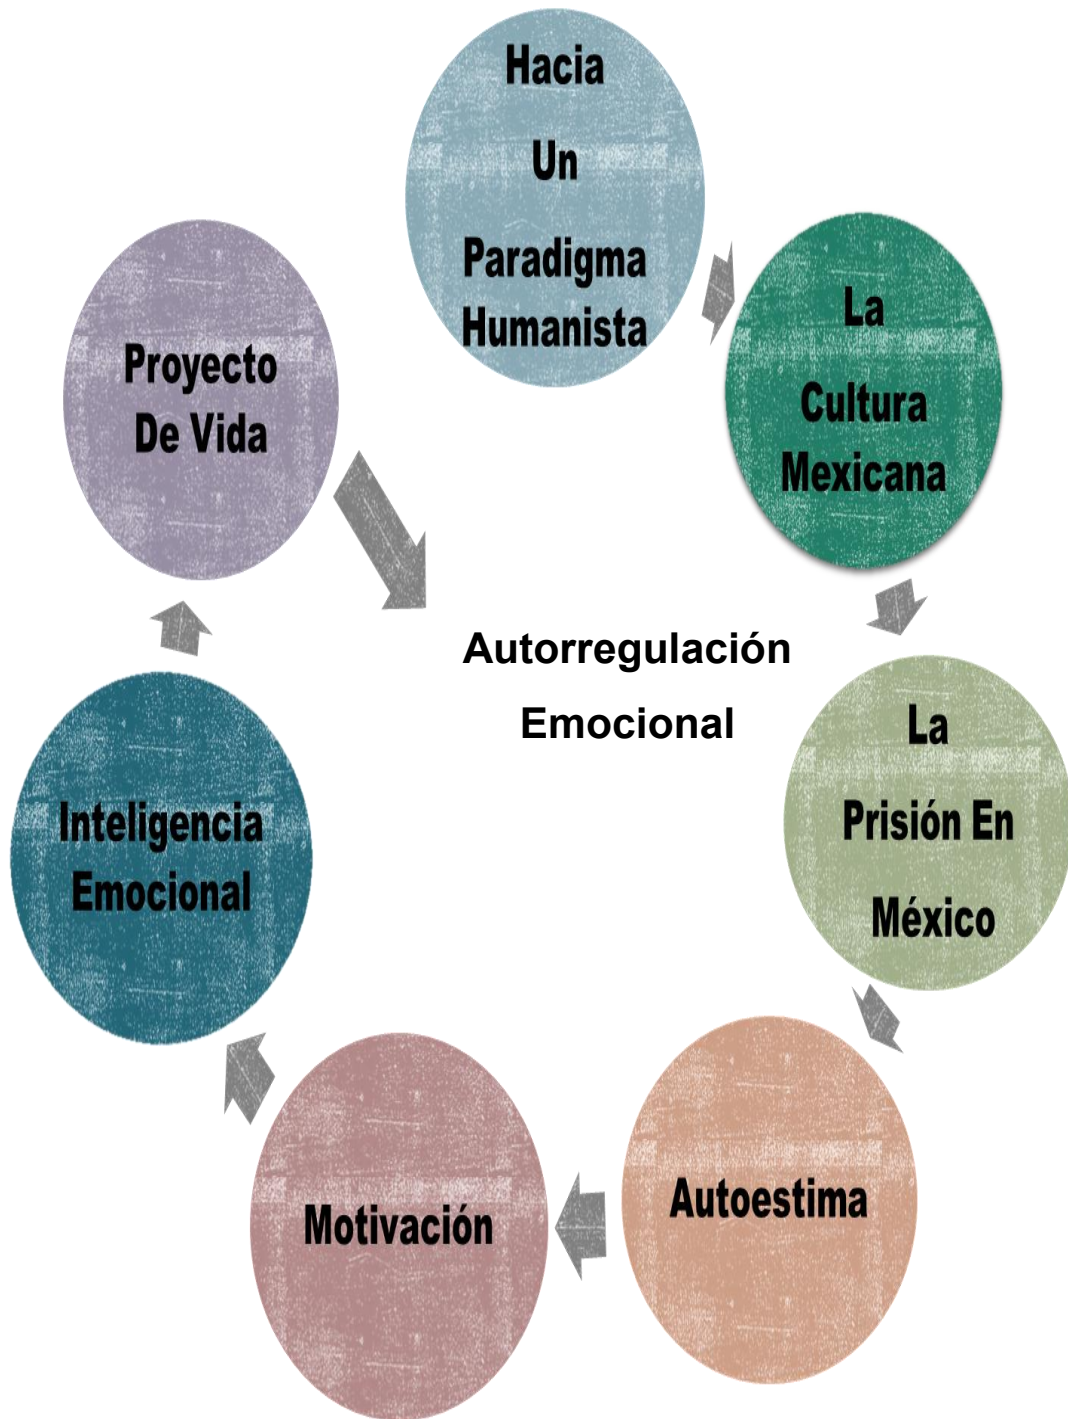 Hacia
Un
Paradigma
Humanista
La
Cultura
Mexicana
La
Prisión En
México
Autoestima
Motivación
Inteligencia
Emocional
Proyecto
De Vida
Autorregulación
Emocional